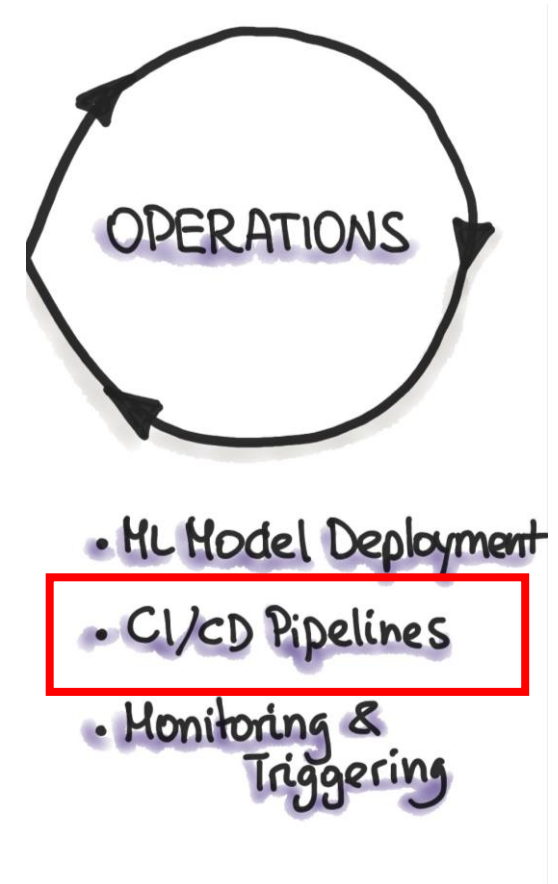 OPERATIONS
• ML Model Deployment
• CI/CD Pipelines
• Monitoring &
Triggering